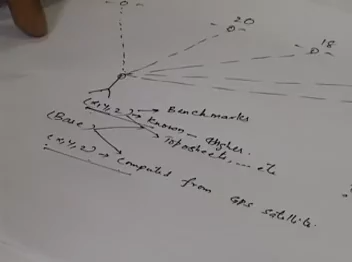 20
18
(x, y, z) → Benchmarks
Known - Higher.
(Base) Toposheets, .... etc
(x, y, z) → Computed from GPS satellite.